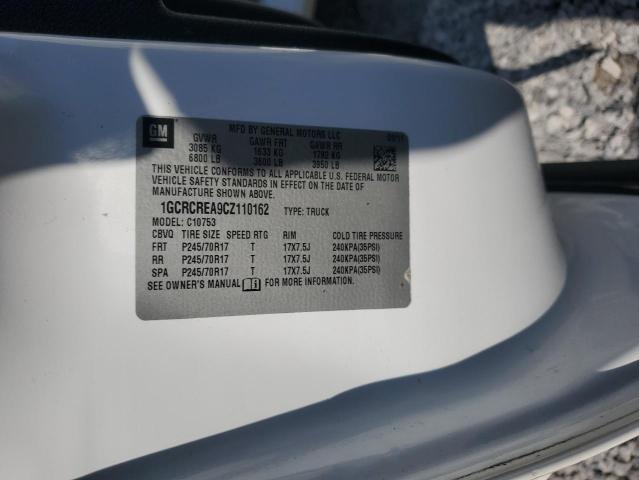 GM
MFD BY GENERAL MOTORS LLC
GVWR GAWR FRT GAWR RR
3085 KG 1633 KG 1792 KG
6800 LB 3600 LB 3950 LB
THIS VEHICLE CONFORMS TO ALL APPLICABLE U.S. FEDERAL MOTOR
VEHICLE SAFETY STANDARDS IN EFFECT ON THE DATE OF
MANUFACTURE SHOWN ABOVE.
1GCRCREA9CZ110162 TYPE: TRUCK
MODEL: C10753
CBVQ TIRE SIZE SPEED RTG RIM COLD TIRE PRESSURE
FRT P245/70R17 T 17X7.5J 240KPA(35PSI)
RR P245/70R17 T 17X7.5J 240KPA(35PSI)
SPA P245/70R17 T 17X7.5J 240KPA(35PSI)
SEE OWNER'S MANUAL FOR MORE INFORMATION.